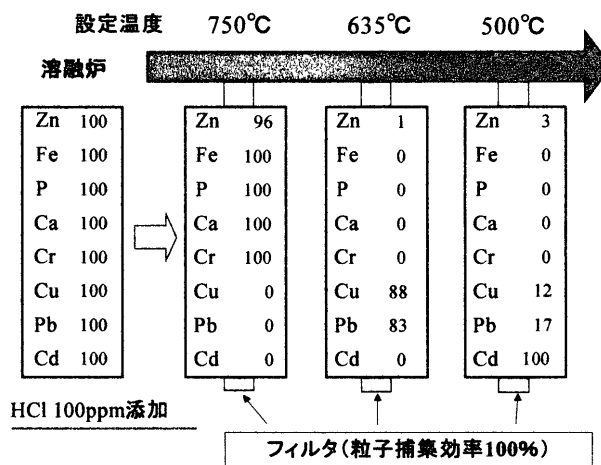 設定温度 750℃ 635℃ 500℃
溶融炉
Zn 100 Zn 96 Zn 1 Zn 3
Fe 100 Fe 100 Fe 0 Fe 0
P 100 P 100 P 0 P 0
Ca 100 Ca 100 Ca 0 Ca 0
Cr 100 Cr 100 Cr 0 Cr 0
Cu 100 Cu 0 Cu 88 Cu 12
Pb 100 Pb 0 Pb 83 Pb 17
Cd 100 Cd 0 Cd 0 Cd 100
HCl 100ppm添加
フィルタ(粒子捕集効率100%)